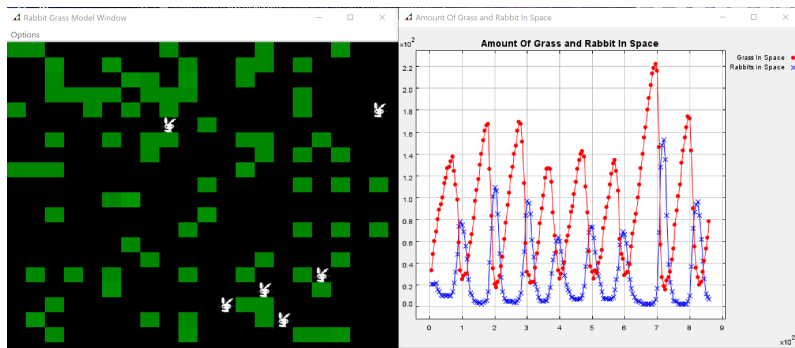 Rabbit Grass Model Window
Options
Amount Of Grass and Rabbit In Space
x10²
Amount Of Grass and Rabbit In Space
Grass In Space
Rabbits in Space
2.2
2.0
1.8
1.6
1.4
1.2
1.0
0.8
0.6
0.4
0.2
0.0
0 1 2 3 4 5 6 7 8 9
x10²